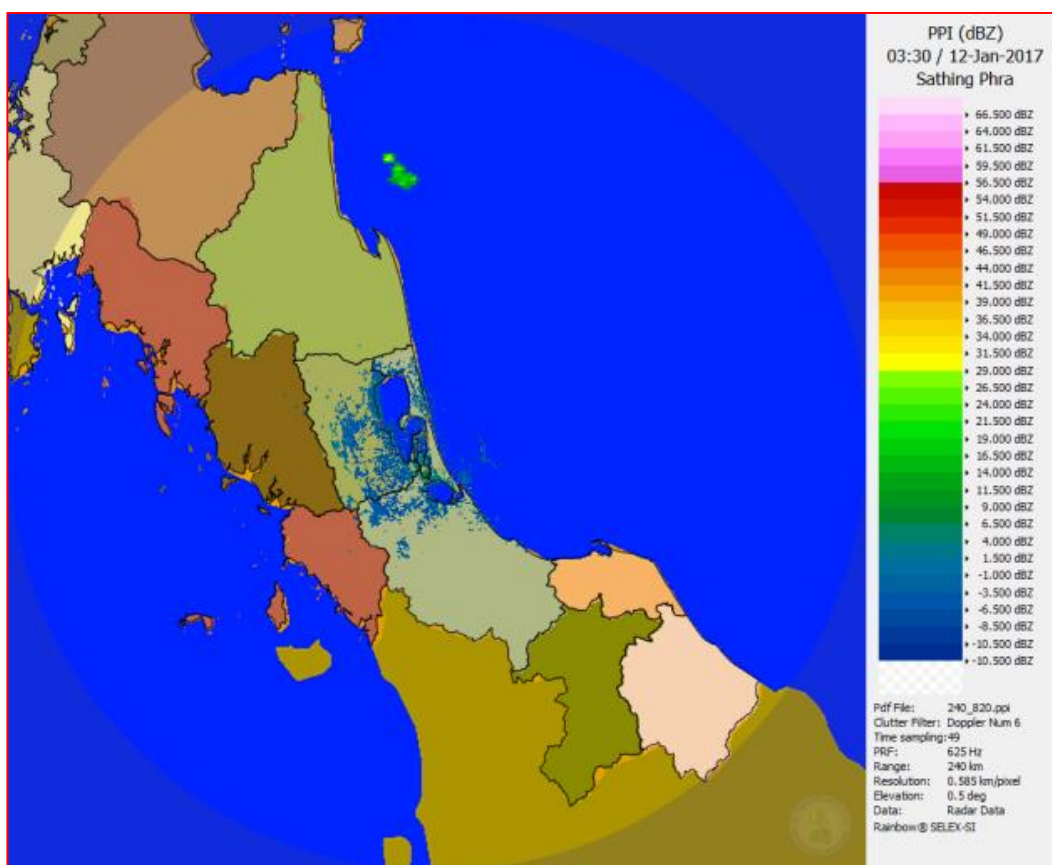 PPI (dBZ)
03:30 / 12-Jan-2017
Sathing Phra
66.500 dBZ
64.000 dBZ
61.500 dBZ
59.500 dBZ
56.500 dBZ
54.000 dBZ
51.500 dBZ
49.000 dBZ
46.500 dBZ
44.000 dBZ
41.500 dBZ
39.000 dBZ
36.500 dBZ
34.000 dBZ
31.500 dBZ
29.000 dBZ
26.500 dBZ
24.000 dBZ
21.500 dBZ
19.000 dBZ
16.500 dBZ
14.000 dBZ
11.500 dBZ
9.000 dBZ
6.500 dBZ
4.000 dBZ
1.500 dBZ
-1.000 dBZ
-3.500 dBZ
-6.500 dBZ
-8.500 dBZ
-10.500 dBZ
-10.500 dBZ
Pdf File: 240_820.ppi
Clutter Filter: Doppler Num 6
Time sampling:49
PRF: 625 Hz
Range: 240 km
Resolution: 0.585 km/pixel
Elevation: 0.5 deg
Data: Radar Data
Rainbow® SELEX-SI